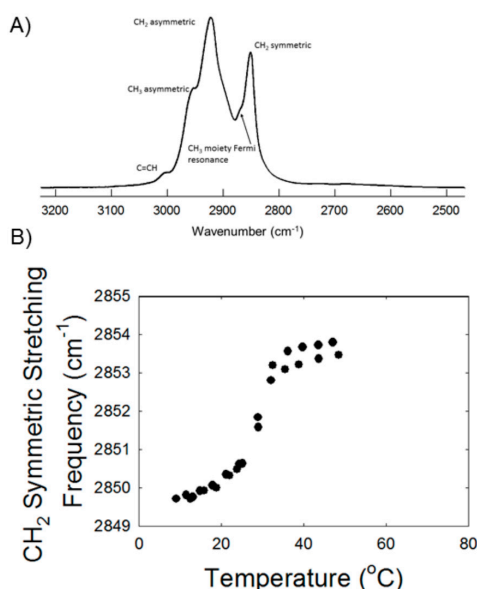 A)
CH₂ asymmetric
CH₂ symmetric
CH₃ asymmetric
CH₃ moiety Fermi
resonance
C=CH
3200 3100 3000 2900 2800 2700 2600 2500
Wavenumber (cm⁻¹)
B)
CH₂ Symmetric Stretching
Frequency (cm⁻¹)
2855
2854
2853
2852
2851
2850
2849
0 20 40 60 80
Temperature (°C)